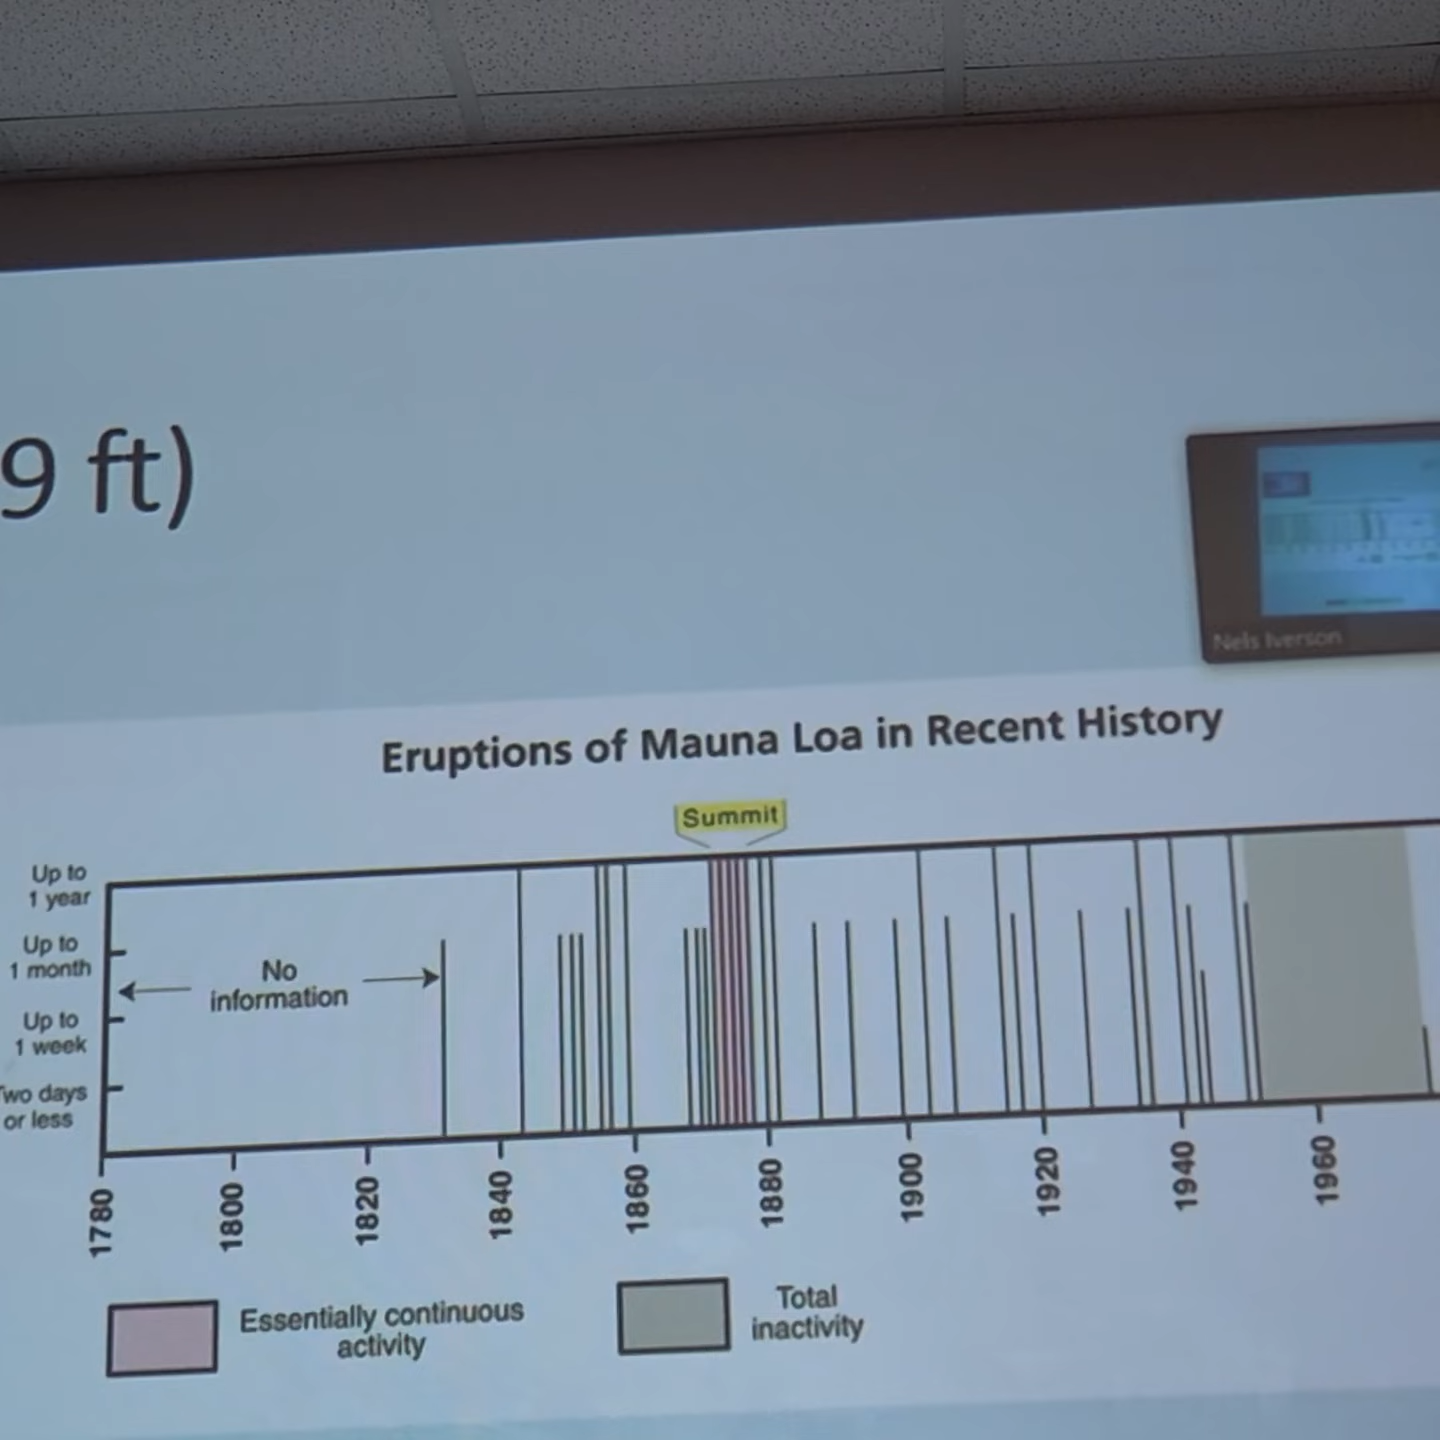 9 ft)
Nels Iverson
Eruptions of Mauna Loa in Recent History
Summit
Up to
1 year
Up to
1 month
Up to
1 week
Two days
or less
No
information
1780
1800
1820
1840
1860
1880
1900
1920
1940
1960
Essentially continuous
activity
Total
inactivity